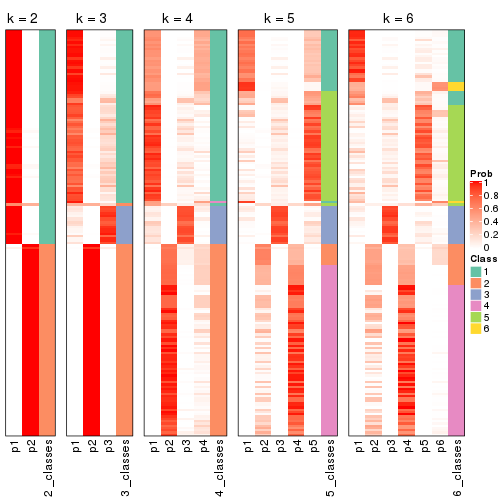 k = 2
k = 3
k = 4
k = 5
k = 6
Prob
1
0.8
0.6
0.4
0.2
0
Class
1
2
3
4
5
6
p1
p2
2_classes
p1
p2
p3
3_classes
p1
p2
p3
p4
4_classes
p1
p2
p3
p4
p5
5_classes
p1
p2
p3
p4
p5
p6
6_classes